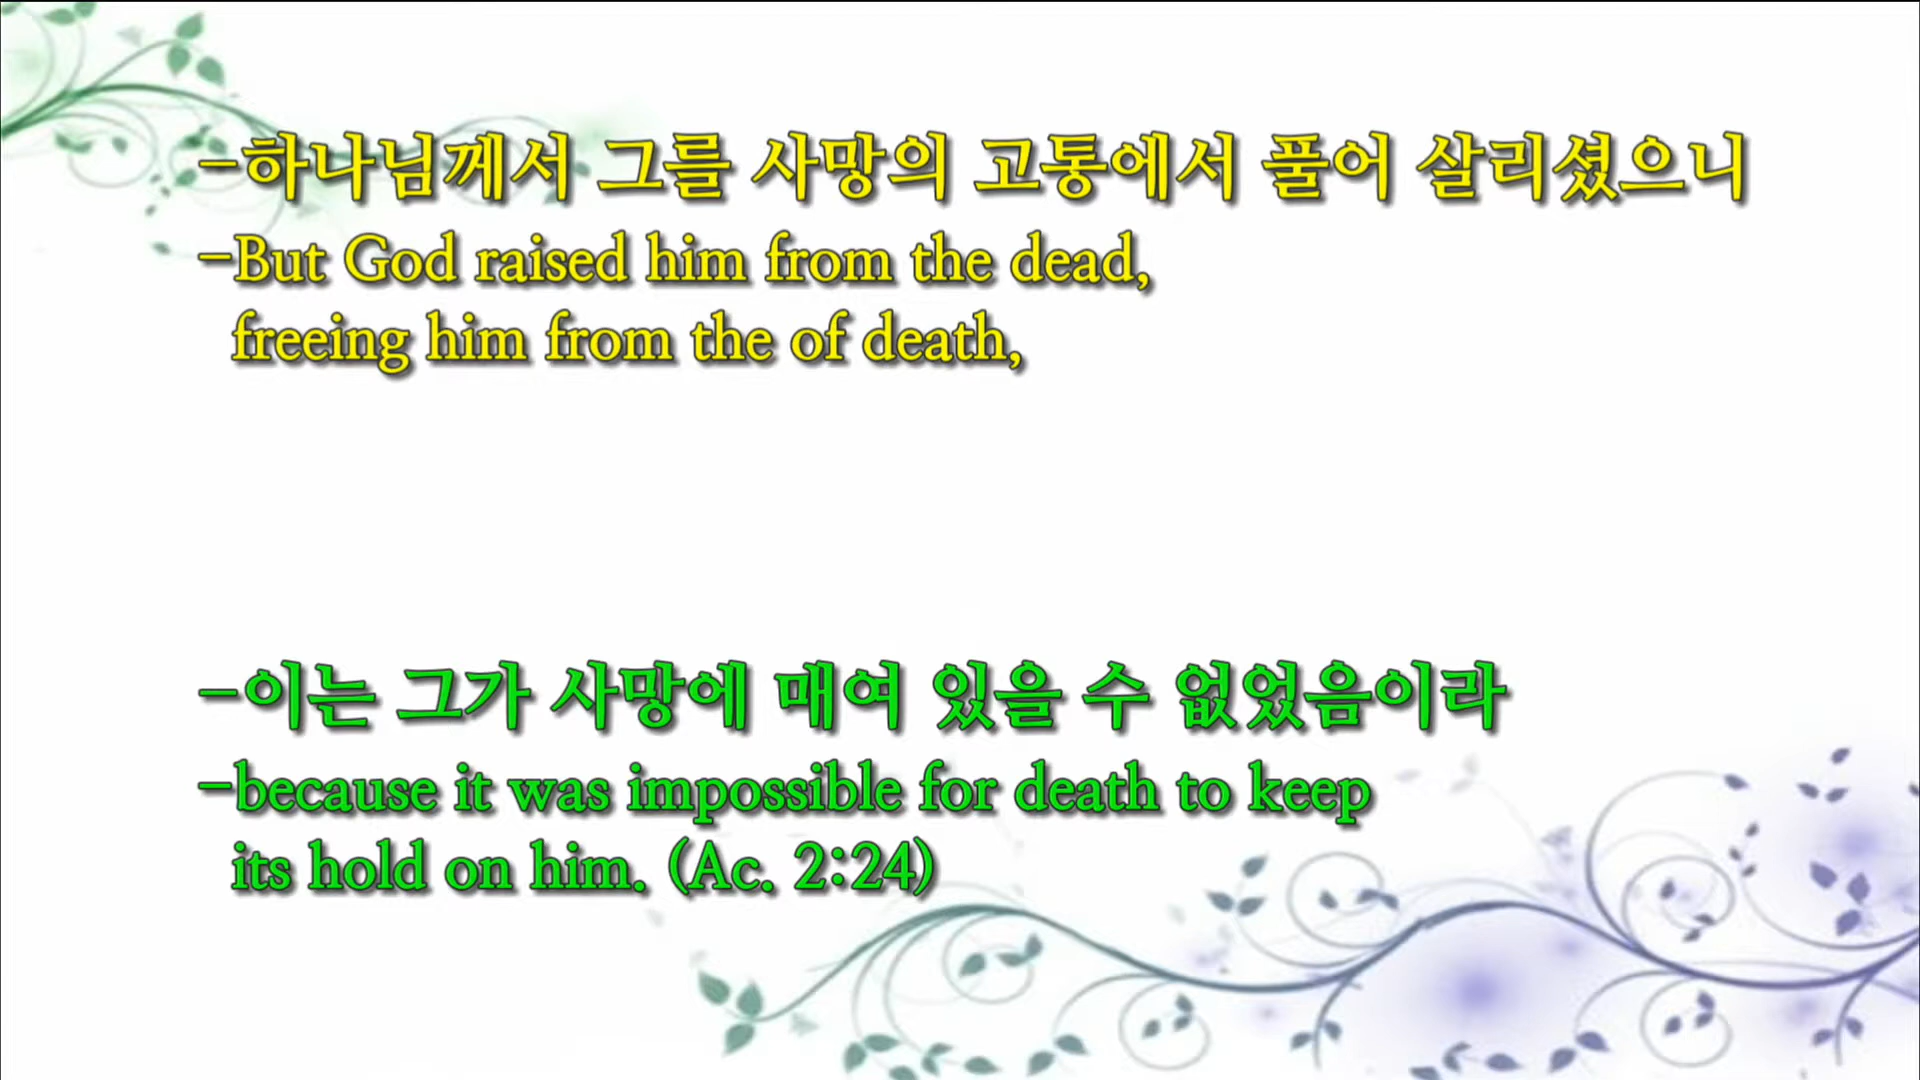 -하나님께서 그를 사망의 고통에서 풀어 살리셨으니
-But God raised him from the dead,
freeing him from the of death,
-이는 그가 사망에 매여 있을 수 없었음이라
-because it was impossible for death to keep
its hold on him. (Ac. 2:24)